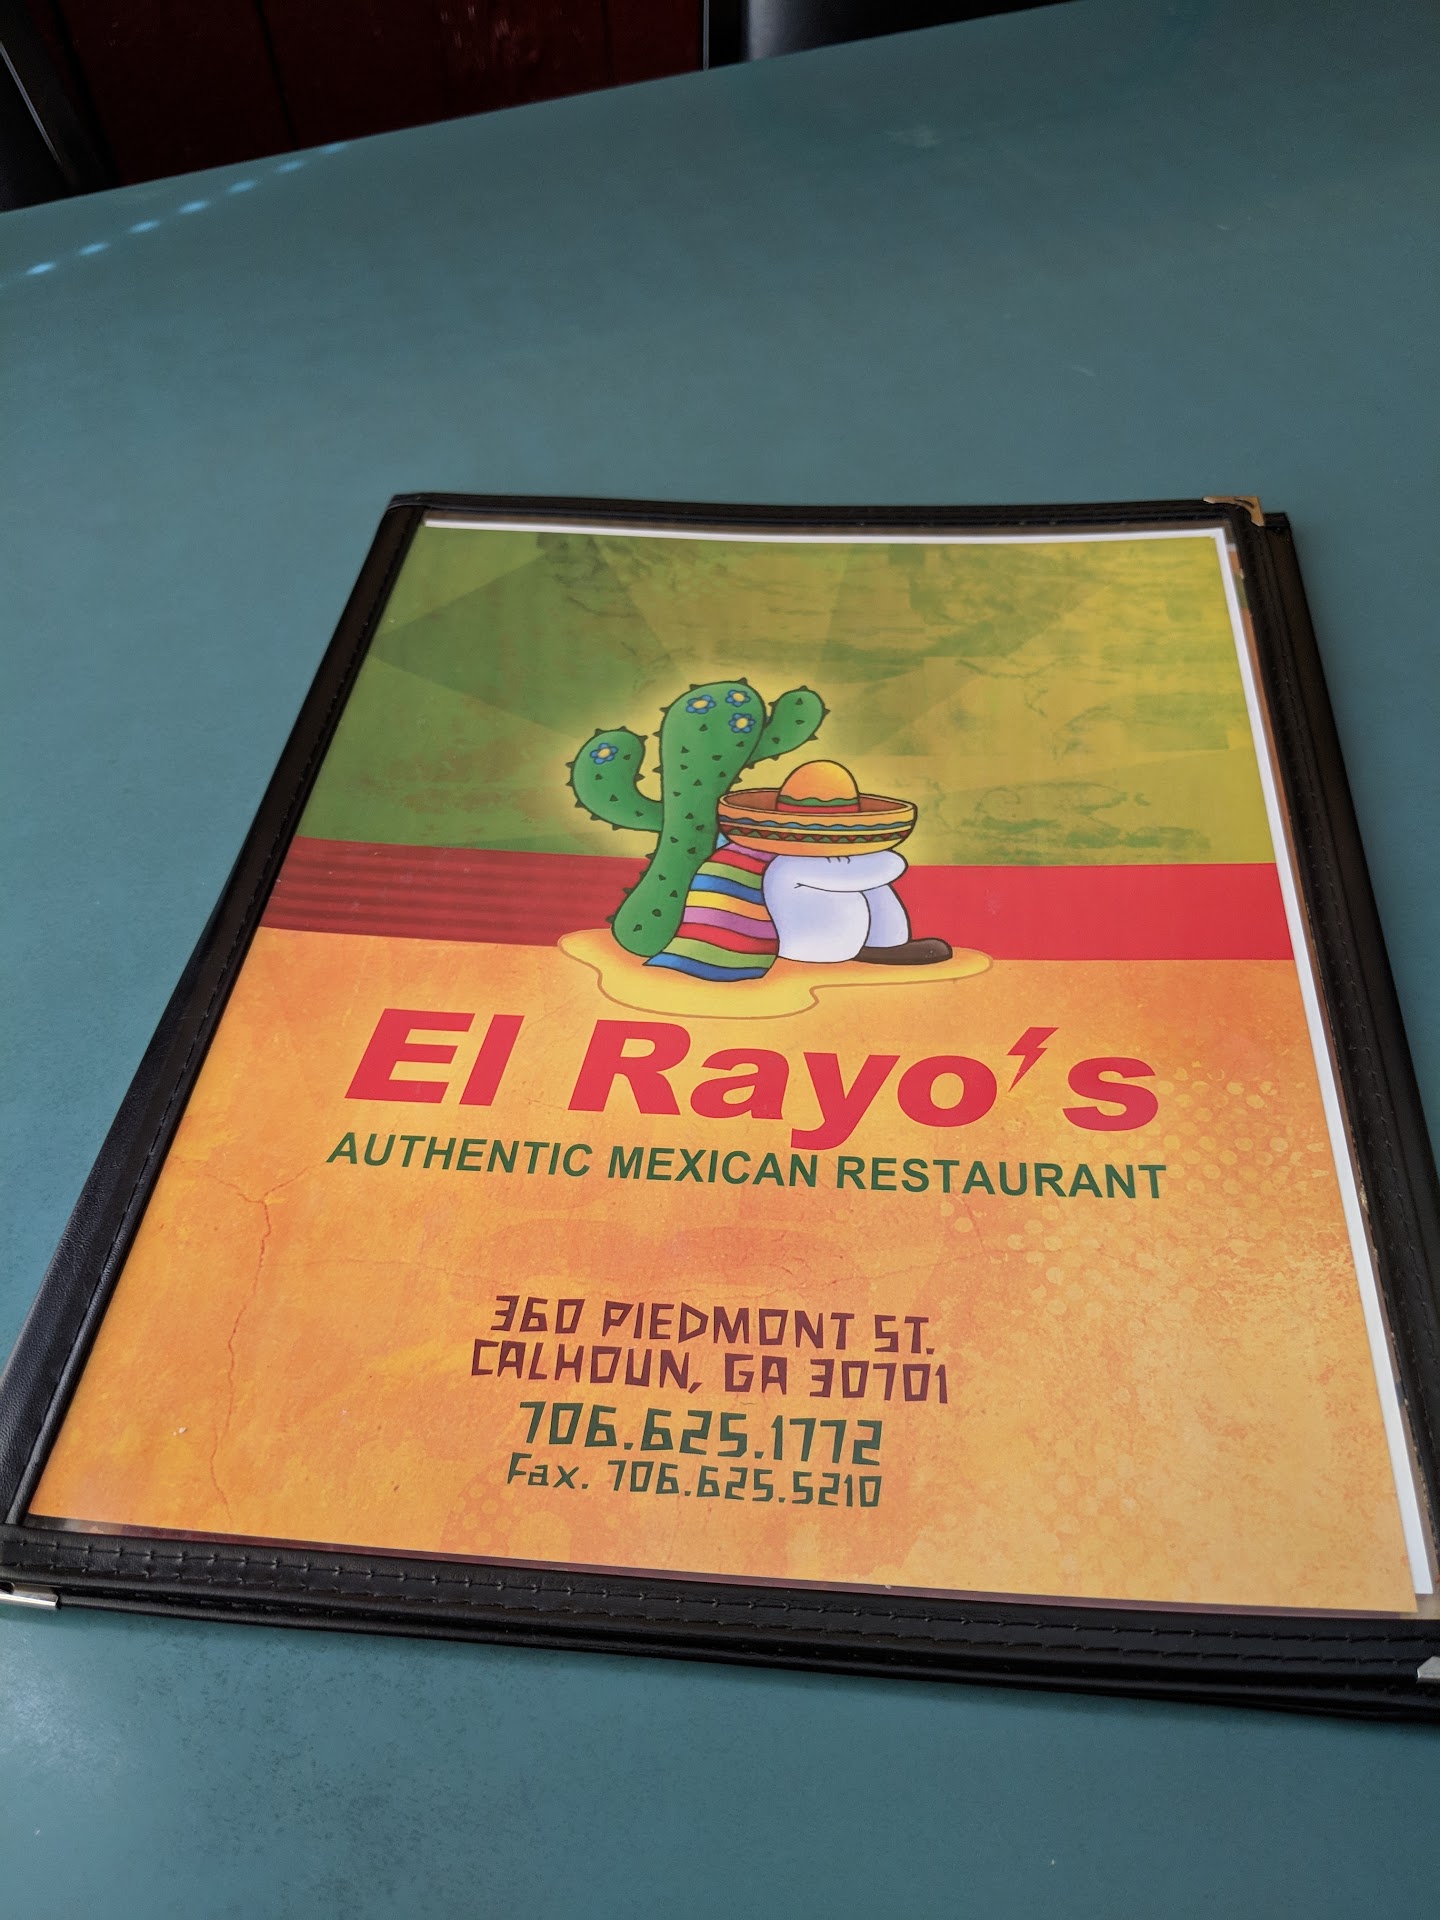 El Rayo's
AUTHENTIC MEXICAN RESTAURANT
360 PIEDMONT ST.
CALHOUN, GA 30701
706.625.1772
Fax. 706.625.5210